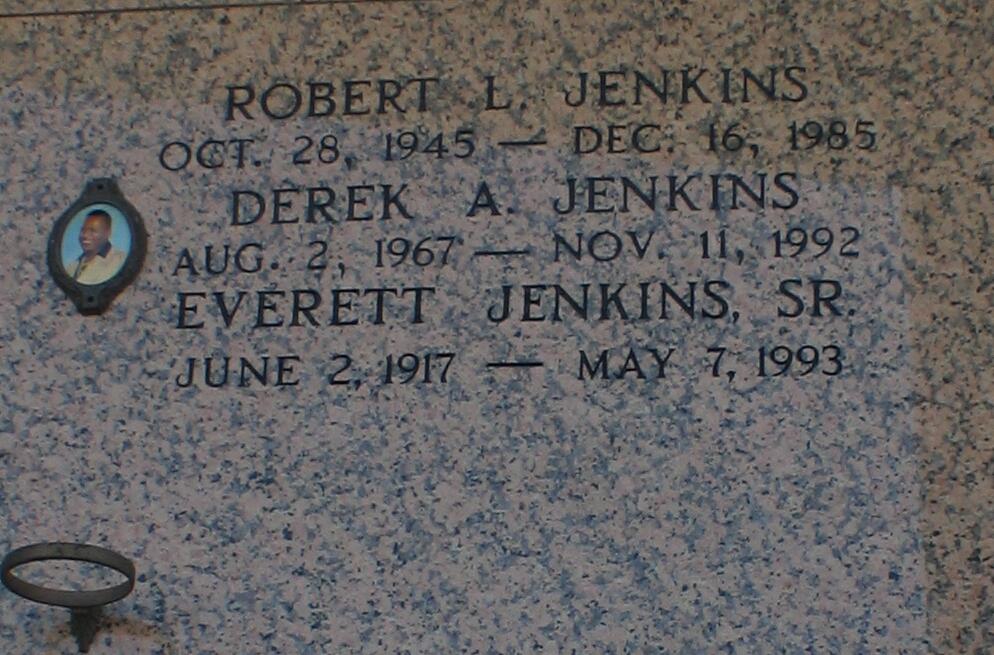 ROBERT L. JENKINS
OCT. 28, 1945 — DEC. 16, 1985
DEREK A. JENKINS
AUG. 2, 1967 — NOV. 11, 1992
EVERETT JENKINS, SR.
JUNE 2, 1917 — MAY 7, 1993